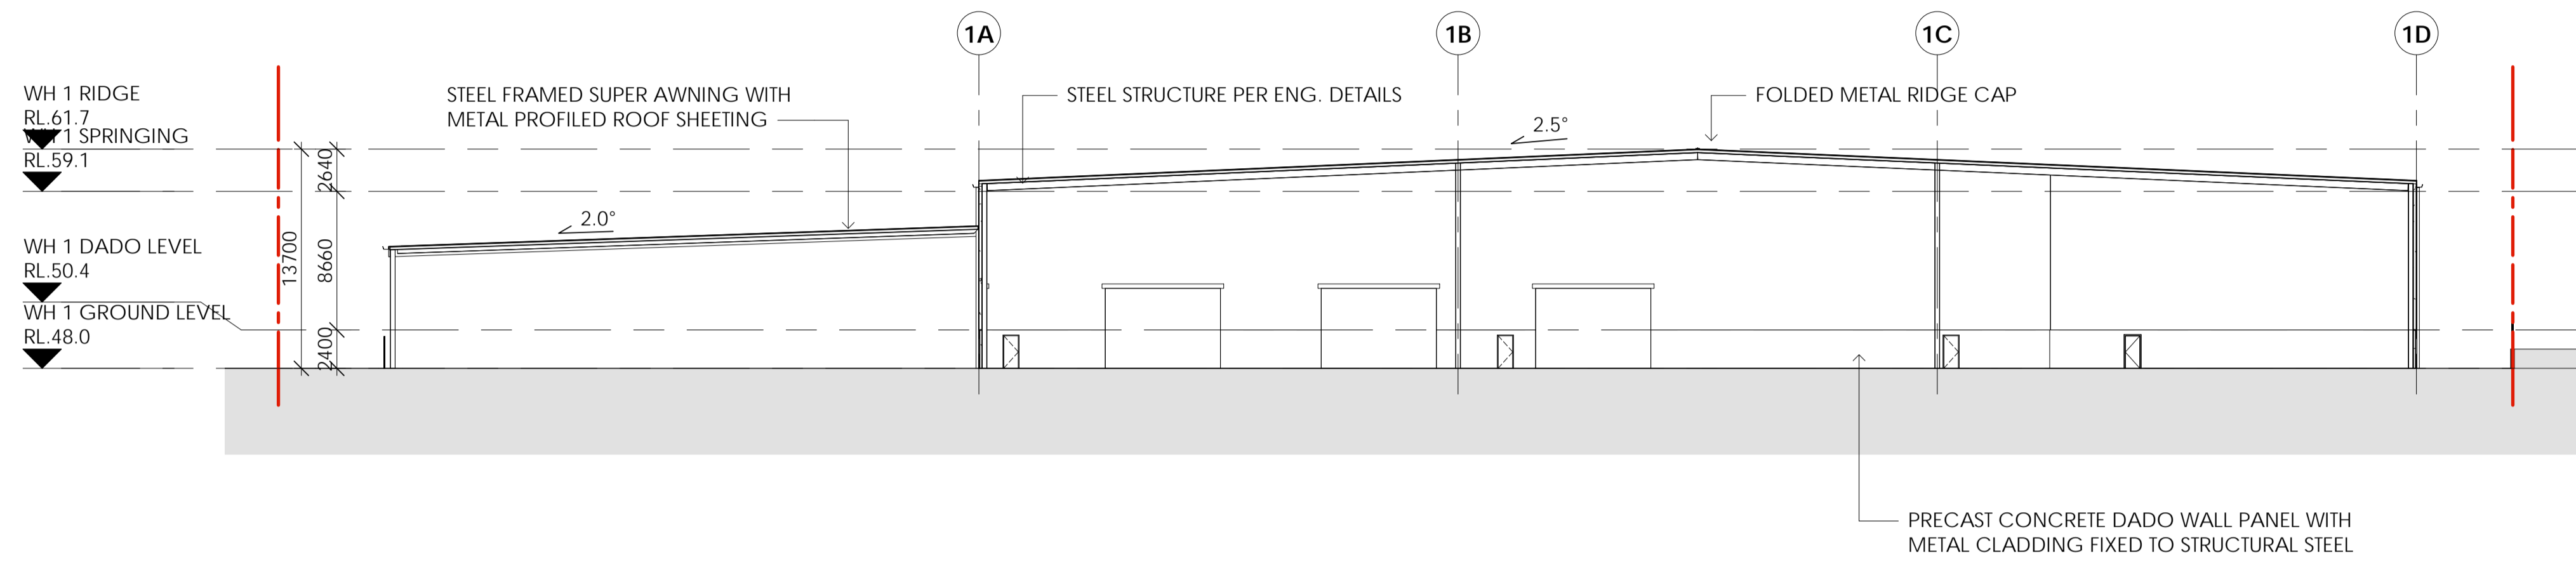 1A
1B
1C
1D
WH 1 RIDGE
RL.61.7
WH 1 SPRINGING
RL.59.1
WH 1 DADO LEVEL
RL.50.4
WH 1 GROUND LEVEL
RL.48.0
13700
2640
8660
2400
STEEL FRAMED SUPER AWNING WITH
METAL PROFILED ROOF SHEETING
2.0°
STEEL STRUCTURE PER ENG. DETAILS
2.5°
FOLDED METAL RIDGE CAP
PRECAST CONCRETE DADO WALL PANEL WITH
METAL CLADDING FIXED TO STRUCTURAL STEEL